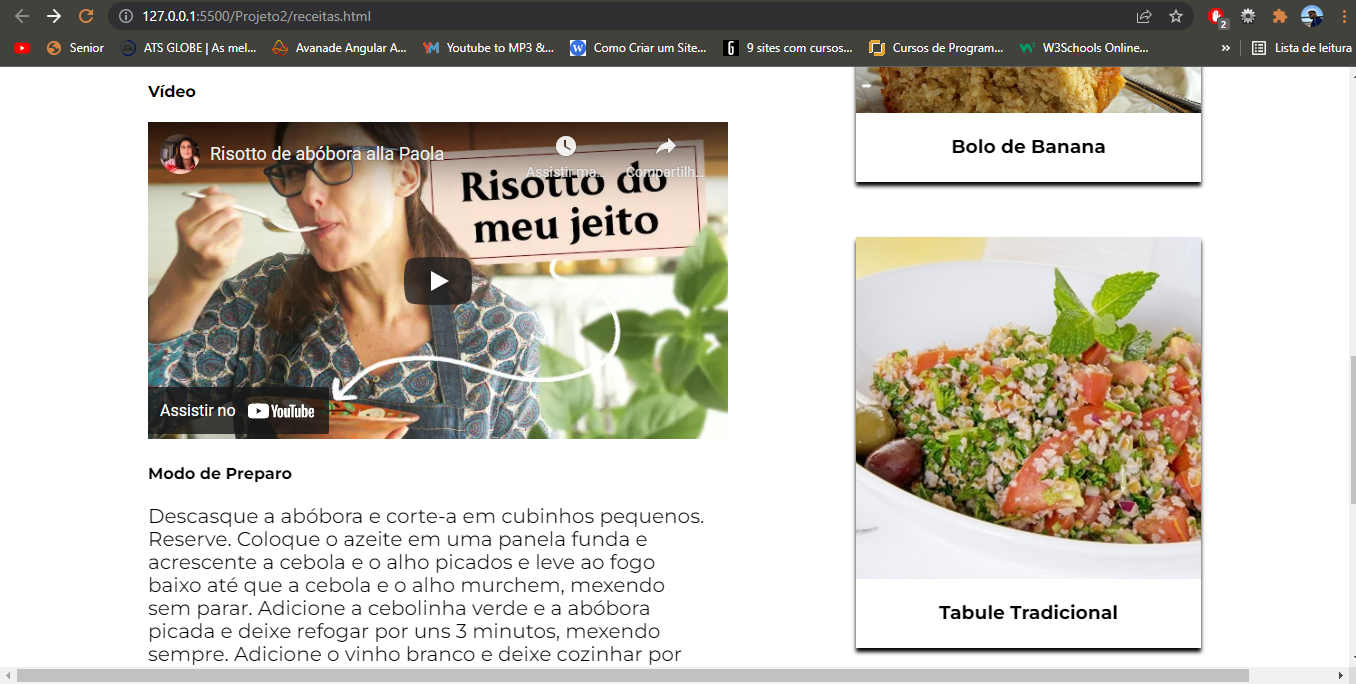 127.0.0.1:5500/Projeto2/receitas.html
2
Senior
ATS GLOBE | As mel...
Avanade Angular A...
Youtube to MP3 &...
Como Criar um Site...
9 sites com cursos...
Cursos de Program...
W3Schools Online...
»
Lista de leitura
Vídeo
Risotto de abóbora alla Paola
Assistir ma...
Compartilh...
Risotto do
meu jeito
Assistir no YouTube
Modo de Preparo
Descasque a abóbora e corte-a em cubinhos pequenos.
Reserve. Coloque o azeite em uma panela funda e
acrescente a cebola e o alho picados e leve ao fogo
baixo até que a cebola e o alho murchem, mexendo
sem parar. Adicione a cebolinha verde e a abóbora
picada e deixe refogar por uns 3 minutos, mexendo
sempre. Adicione o vinho branco e deixe cozinhar por
Bolo de Banana
Tabule Tradicional